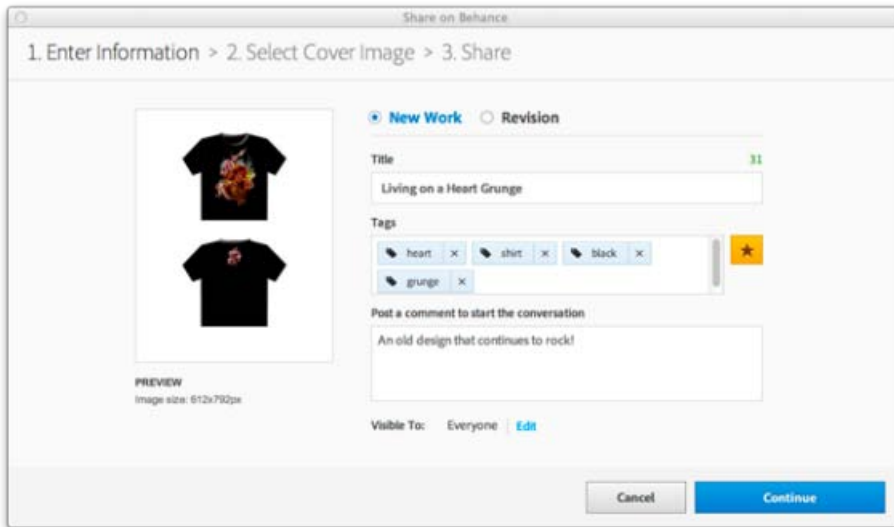 Share on Behance
1. Enter Information > 2. Select Cover Image > 3. Share
New Work Revision
Title 31
Living on a Heart Grunge
Tags
heart × shirt × black ×
grunge ×
Post a comment to start the conversation
An old design that continues to rock!
PREVIEW
Image size: 612x792px
Visible To: Everyone Edit
Cancel Continue